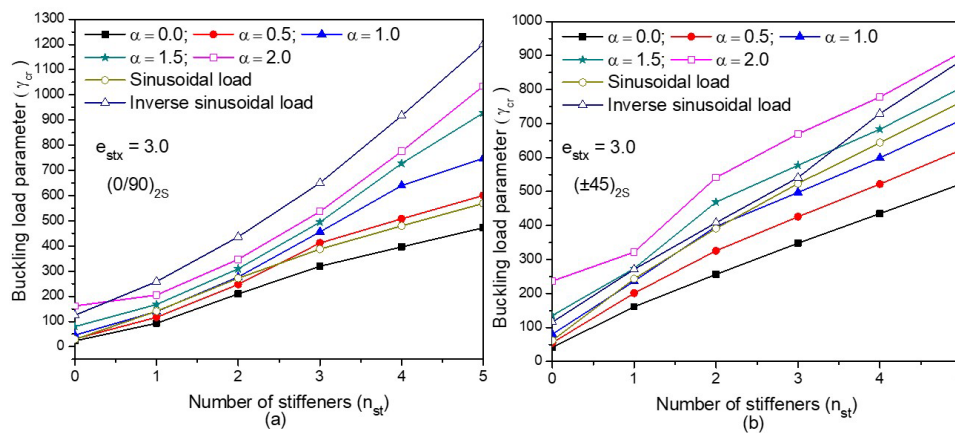 1300
1200
1100
1000
900
800
700
600
500
400
300
200
100
0
Buckling load parameter (γcr)
α = 0.0; α = 0.5; α = 1.0
α = 1.5; α = 2.0
Sinusoidal load
Inverse sinusoidal load
estx = 3.0
(0/90)2S
0 1 2 3 4 5
Number of stiffeners (nst)
(a)
1000
900
800
700
600
500
400
300
200
100
0
Buckling load parameter (γcr)
α = 0.0; α = 0.5; α = 1.0
α = 1.5; α = 2.0
Sinusoidal load
Inverse sinusoidal load
estx = 3.0
(±45)2S
0 1 2 3 4
Number of stiffeners (nst)
(b)